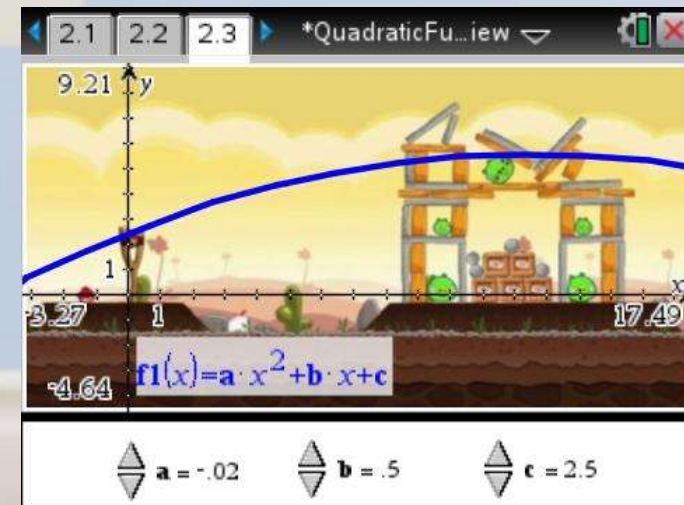 2.1 2.2 2.3 *QuadraticFu…iew
9.21 y
1
x
-3.27 1 17.49
f1(x)=a·x²+b·x+c
-4.64
a = -.02 b = .5 c = 2.5